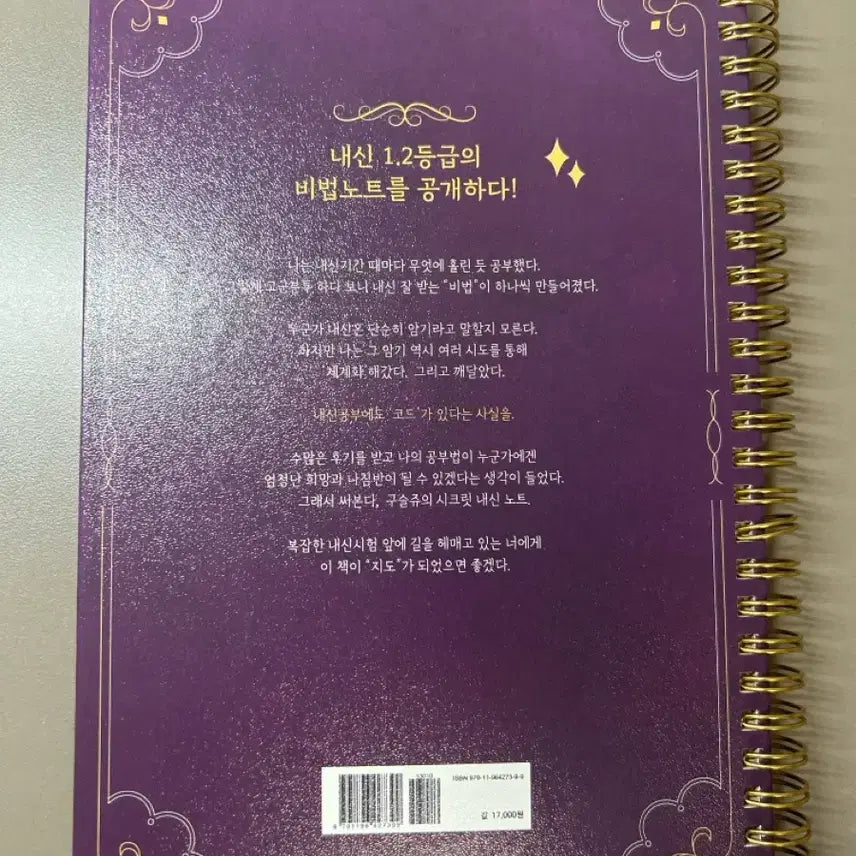 내신 1.2등급의
비법노트를 공개하다!
나는 내신기간 때마다 무엇에 홀린 듯 공부했다.
고군분투 하다 보니 내신 잘 받는 "비법"이 하나씩 만들어졌다.
누군가 내신은 단순히 암기라고 말할지 모른다.
하지만 나는 그 암기 역시 여러 시도를 통해
체계화 해갔다. 그리고 깨달았다.
내신공부에도 '코드'가 있다는 사실을.
수많은 후기를 받고 나의 공부법이 누군가에겐
엄청난 희망과 나침반이 될 수 있겠다는 생각이 들었다.
그래서 써본다, 구슬쥬의 시크릿 내신 노트.
복잡한 내신시험 앞에 길을 헤매고 있는 너에게
이 책이 "지도"가 되었으면 좋겠다.
ISBN 979-11-964273-9-9
값 17,000원